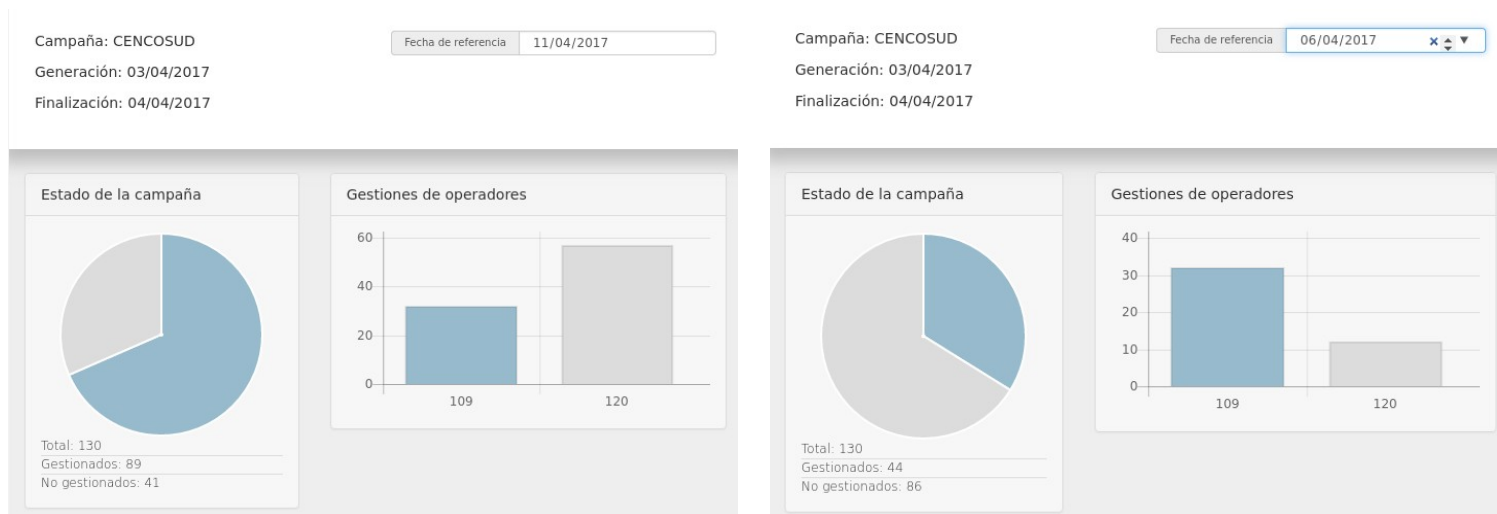 Campaña: CENCOSUD
Fecha de referencia 11/04/2017
Generación: 03/04/2017
Finalización: 04/04/2017
Estado de la campaña
Total: 130
Gestionados: 89
No gestionados: 41
Gestiones de operadores
60
40
20
0
109 120
Campaña: CENCOSUD
Fecha de referencia 06/04/2017
Generación: 03/04/2017
Finalización: 04/04/2017
Estado de la campaña
Total: 130
Gestionados: 44
No gestionados: 86
Gestiones de operadores
40
30
20
10
0
109 120